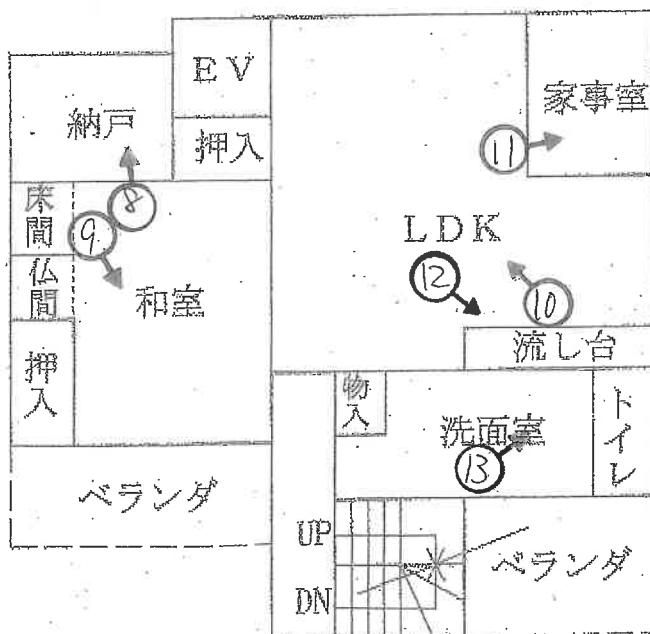 EV
家事室
納戸
押入
⑪
⑧
床間
⑨
LDK
⑫
仏間
和室
⑩
流し台
押入
物入
洗面室
トイレ
⑬
ベランダ
UP
ベランダ
DN